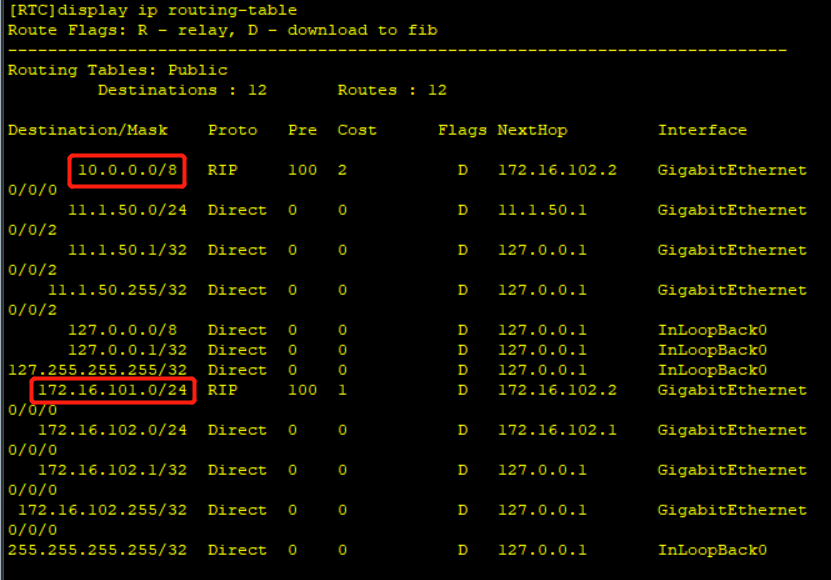 [RTC]display ip routing-table
Route Flags: R - relay, D - download to fib
------------------------------------------------------------------------------
Routing Tables: Public
         Destinations : 12       Routes : 12

Destination/Mask    Proto   Pre  Cost      Flags NextHop         Interface

       10.0.0.0/8   RIP     100  2           D   172.16.102.2    GigabitEthernet
0/0/0
      11.1.50.0/24  Direct  0    0           D   11.1.50.1       GigabitEthernet
0/0/2
      11.1.50.1/32  Direct  0    0           D   127.0.0.1       GigabitEthernet
0/0/2
    11.1.50.255/32  Direct  0    0           D   127.0.0.1       GigabitEthernet
0/0/2
      127.0.0.0/8   Direct  0    0           D   127.0.0.1       InLoopBack0
      127.0.0.1/32  Direct  0    0           D   127.0.0.1       InLoopBack0
127.255.255.255/32  Direct  0    0           D   127.0.0.1       InLoopBack0
   172.16.101.0/24  RIP     100  1           D   172.16.102.2    GigabitEthernet
0/0/0
   172.16.102.0/24  Direct  0    0           D   172.16.102.1    GigabitEthernet
0/0/0
   172.16.102.1/32  Direct  0    0           D   127.0.0.1       GigabitEthernet
0/0/0
 172.16.102.255/32  Direct  0    0           D   127.0.0.1       GigabitEthernet
0/0/0
255.255.255.255/32  Direct  0    0           D   127.0.0.1       InLoopBack0